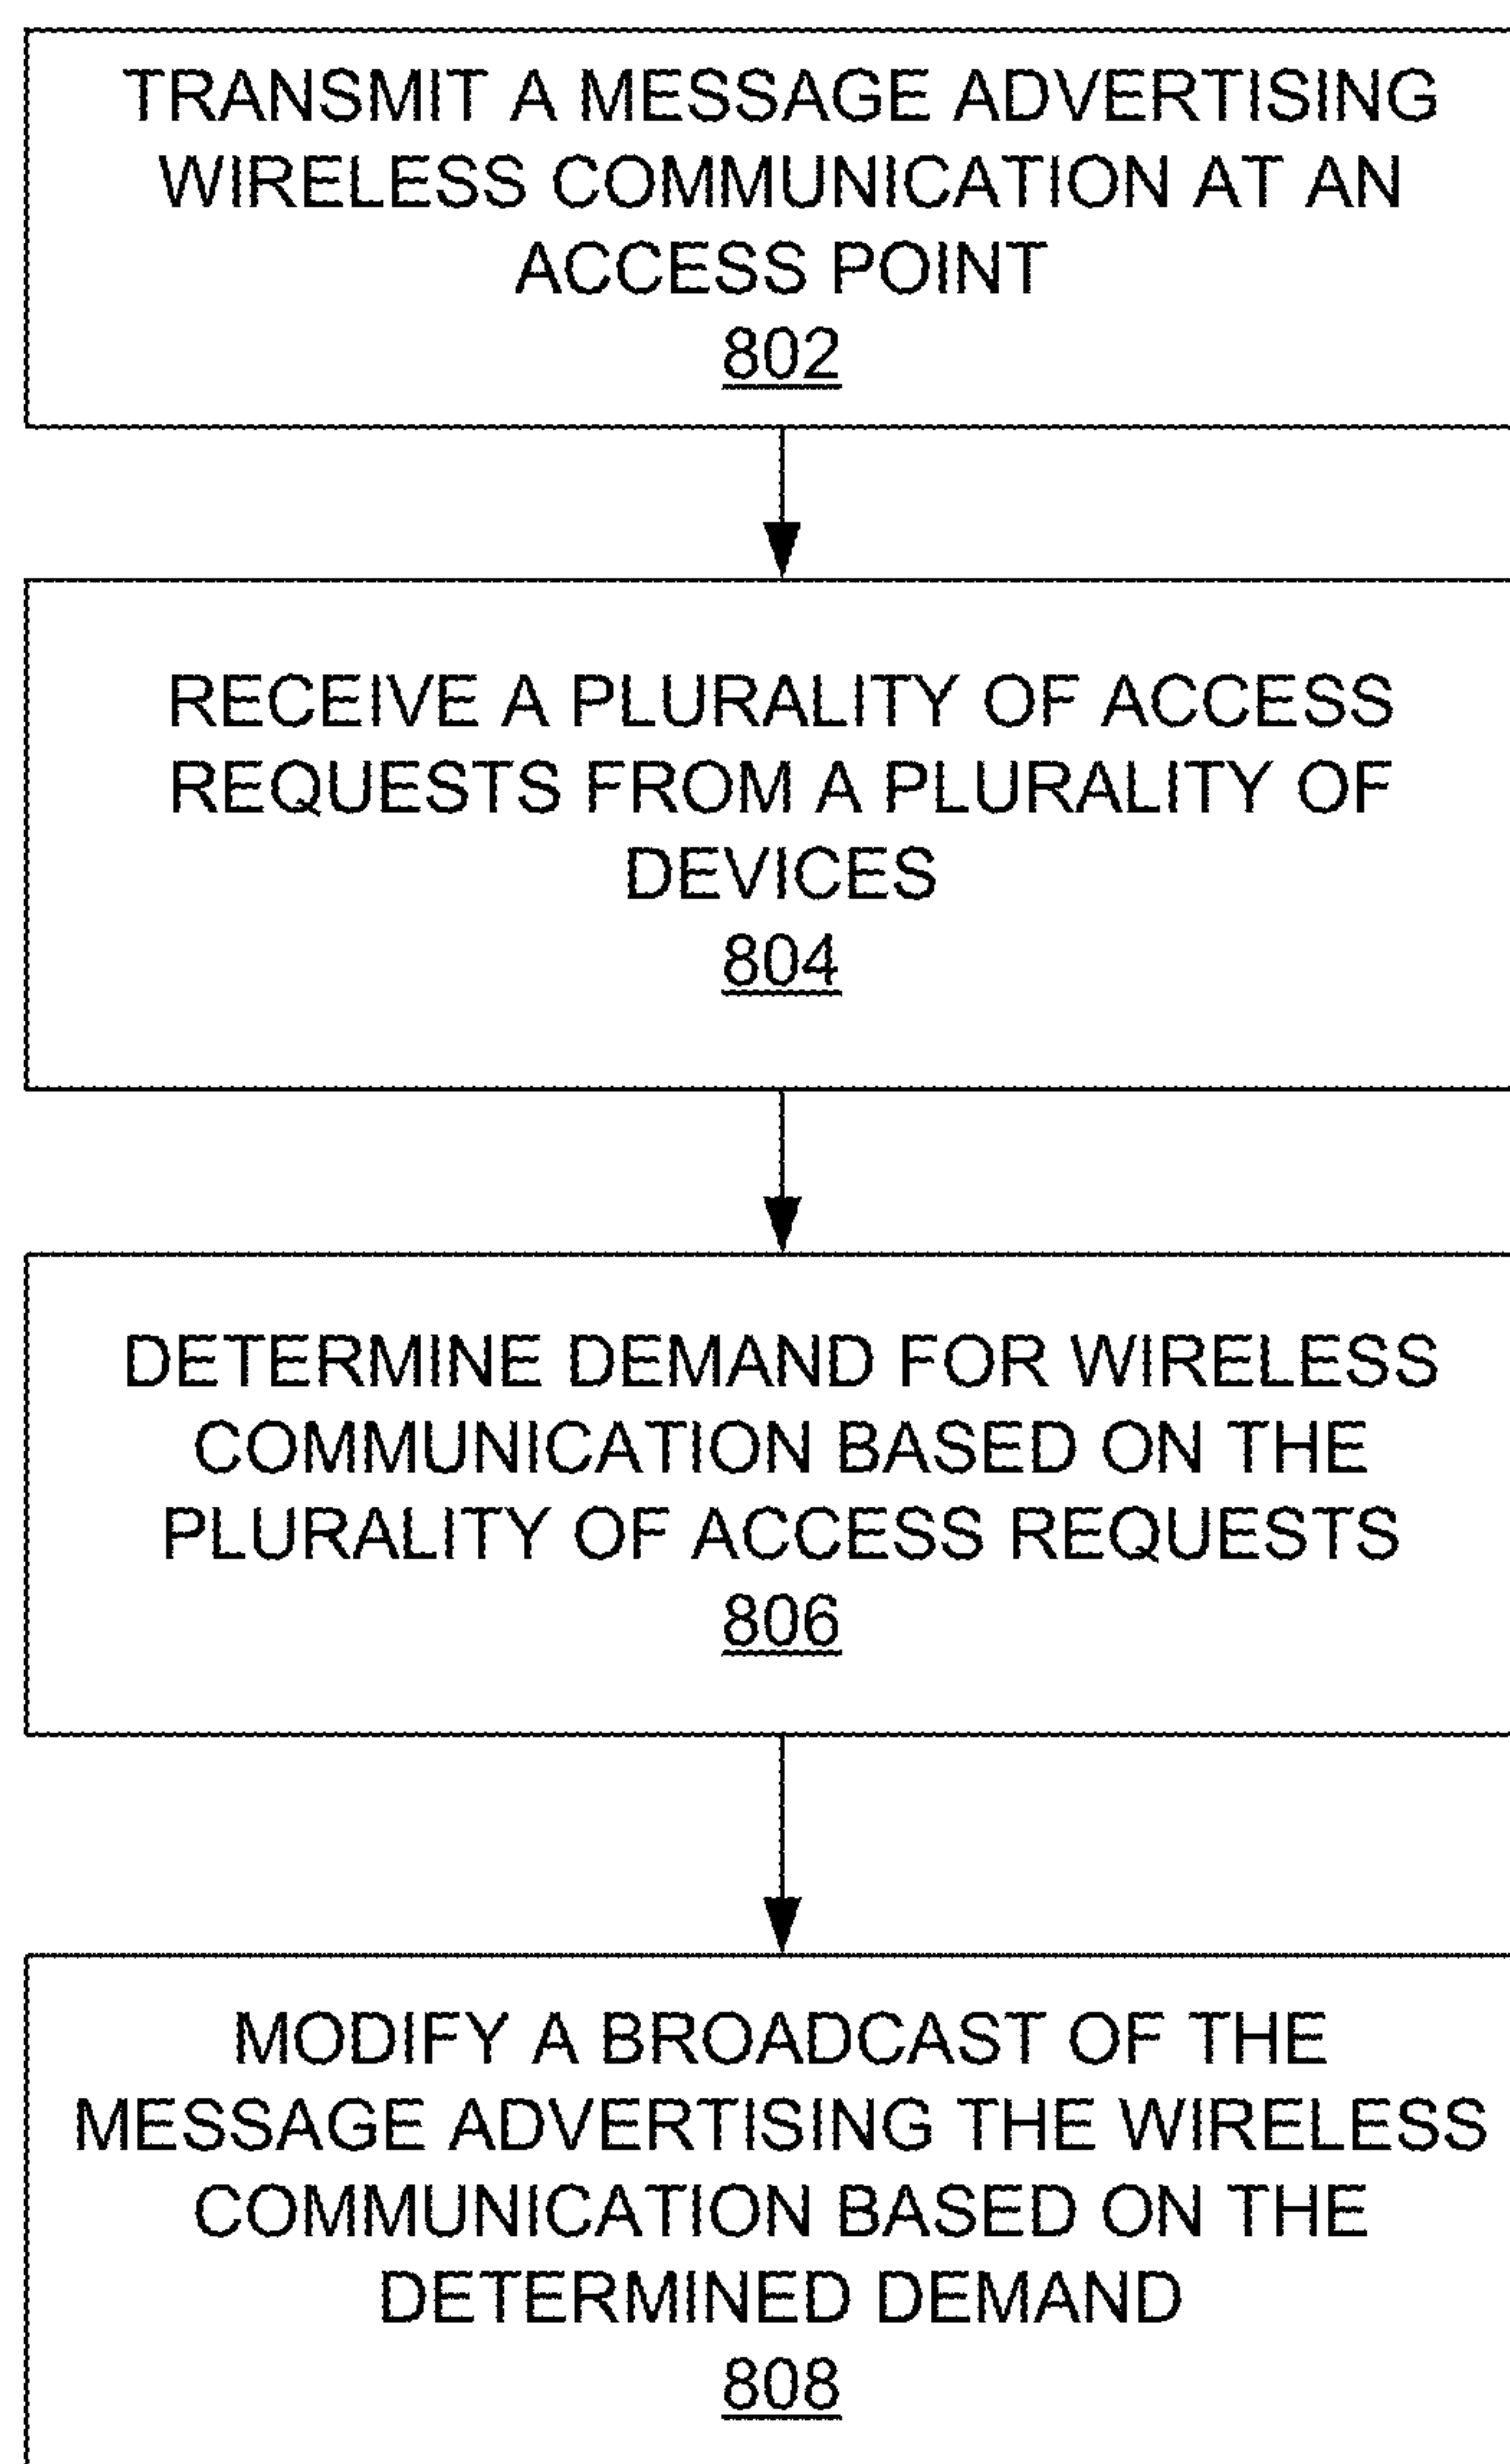 TRANSMIT A MESSAGE ADVERTISING
WIRELESS COMMUNICATION AT AN
ACCESS POINT
802
RECEIVE A PLURALITY OF ACCESS
REQUESTS FROM A PLURALITY OF
DEVICES
804
DETERMINE DEMAND FOR WIRELESS
COMMUNICATION BASED ON THE
PLURALITY OF ACCESS REQUESTS
806
MODIFY A BROADCAST OF THE
MESSAGE ADVERTISING THE WIRELESS
COMMUNICATION BASED ON THE
DETERMINED DEMAND
808